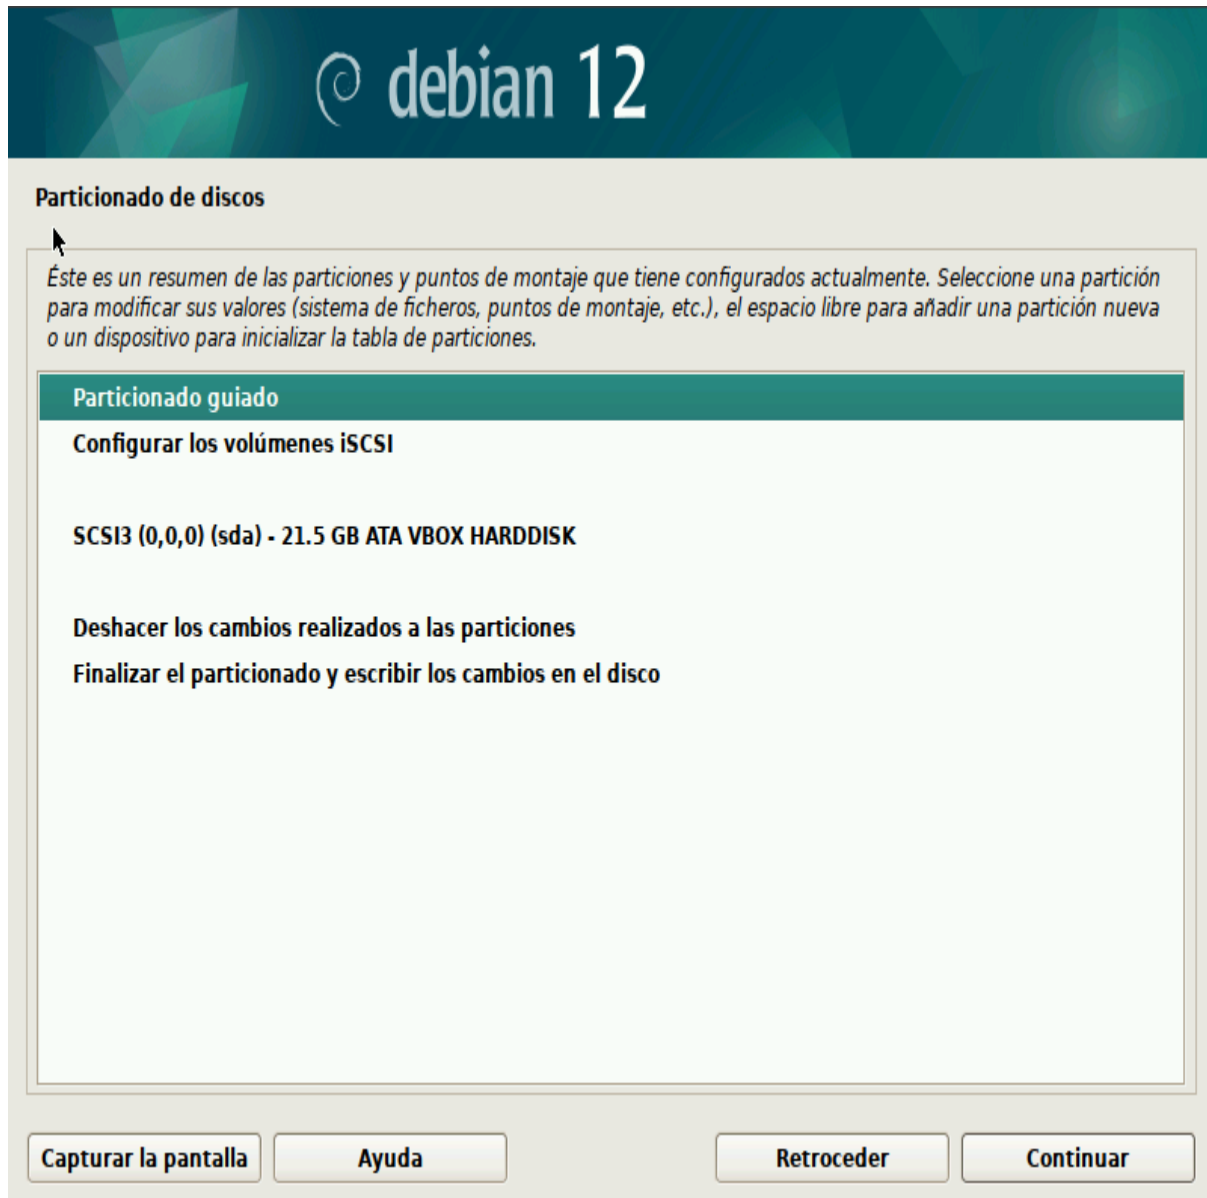 debian 12
Particionado de discos
Éste es un resumen de las particiones y puntos de montaje que tiene configurados actualmente. Seleccione una partición
para modificar sus valores (sistema de ficheros, puntos de montaje, etc.), el espacio libre para añadir una partición nueva
o un dispositivo para inicializar la tabla de particiones.
Particionado guiado
Configurar los volúmenes iSCSI
SCSI3 (0,0,0) (sda) - 21.5 GB ATA VBOX HARDDISK
Deshacer los cambios realizados a las particiones
Finalizar el particionado y escribir los cambios en el disco
Capturar la pantalla
Ayuda
Retroceder
Continuar